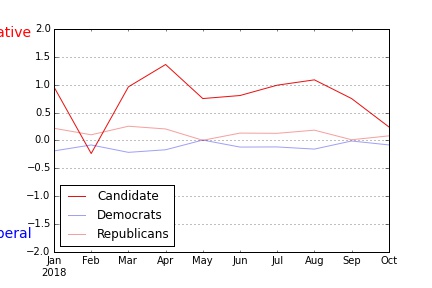 ative
2.0
1.5
1.0
0.5
0.0
−0.5
−1.0
−1.5
−2.0
beral
Candidate
Democrats
Republicans
Jan Feb Mar Apr May Jun Jul Aug Sep Oct
2018